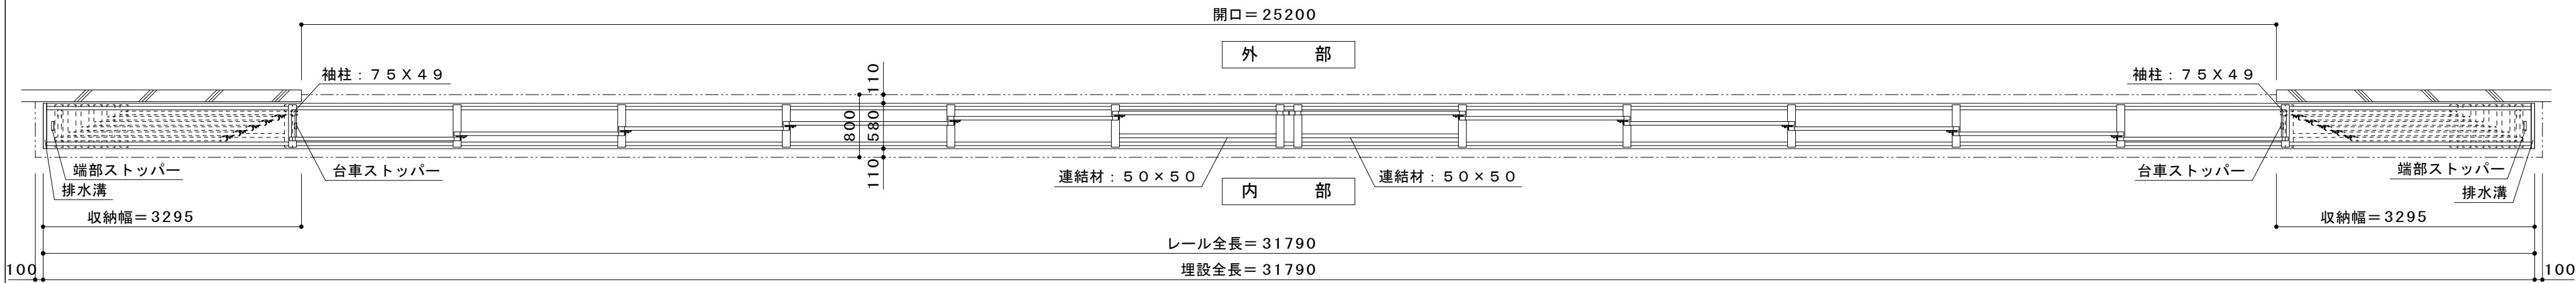 開口＝25200
外　部
袖柱：７５Ｘ４９
110
袖柱：７５Ｘ４９
800
580
端部ストッパー
台車ストッパー
110
連結材：５０×５０
連結材：５０×５０
台車ストッパー
端部ストッパー
排水溝
内　部
排水溝
収納幅＝3295
収納幅＝3295
レール全長＝31790
100
埋設全長＝31790
100